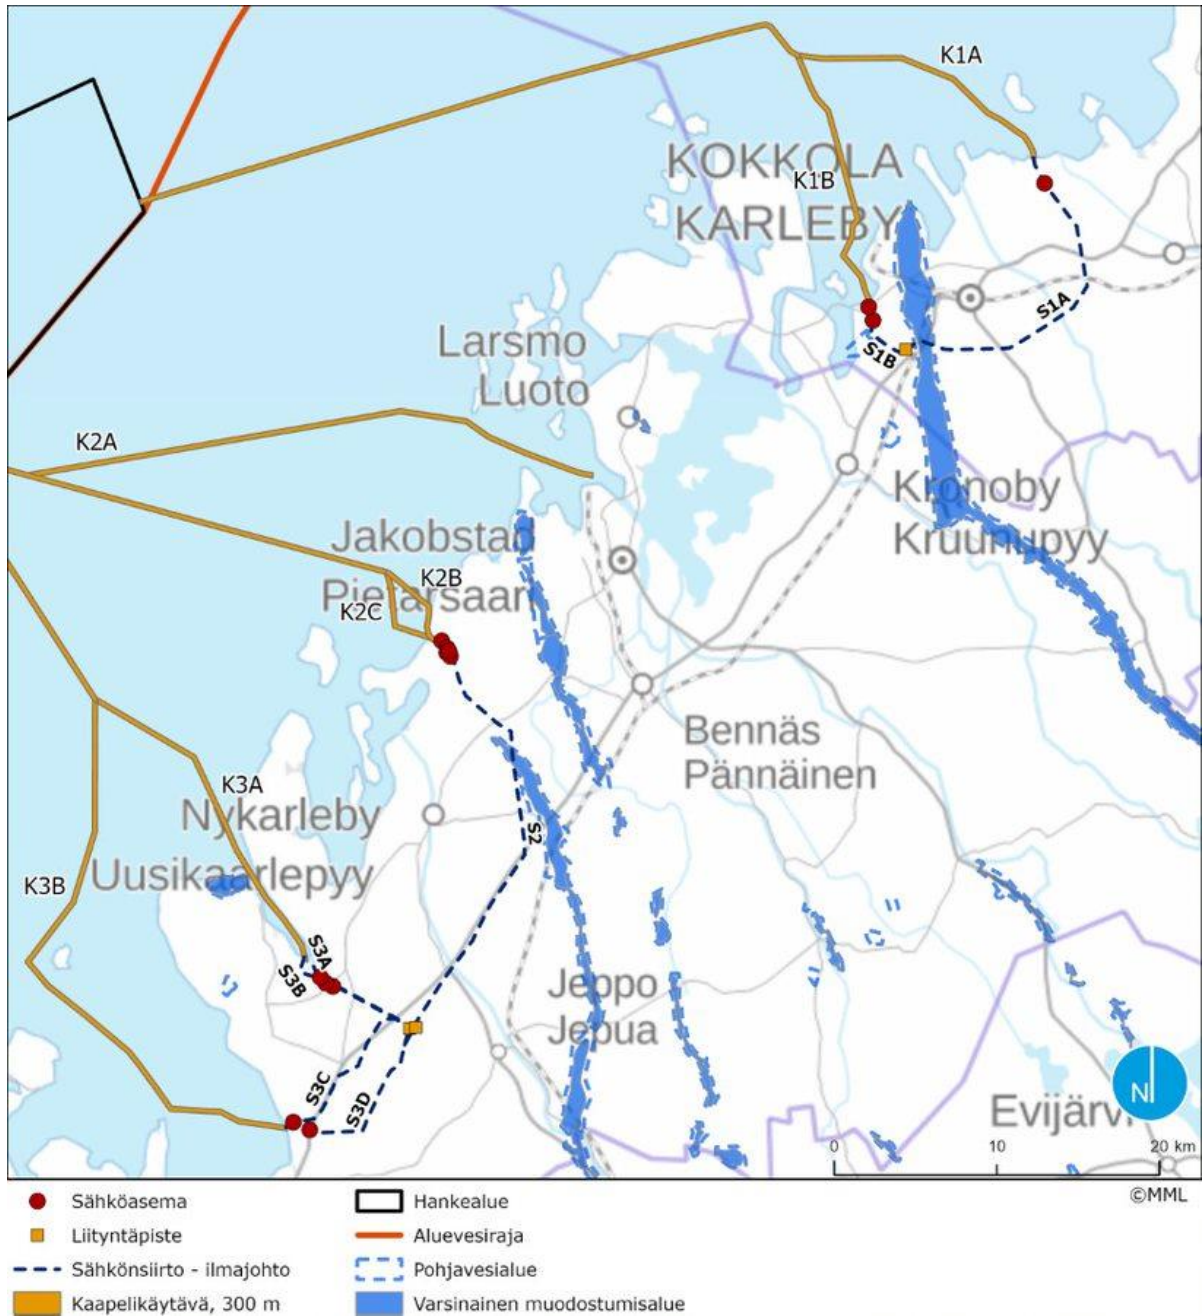 K1A
KOKKOLA
K1B
KARLEBY
S1A
S1B
Larsmo
Luoto
K2A
Kronoby
Kruunupyy
Jakobstad
Pietarsaari
K2B
K2C
Bennäs
Pännäinen
K3A
Nykarleby
S2
Uusikaarlepyy
K3B
S3A
S3B
Jeppo
Jepua
S3C
S3D
Evijärvi
N
0 10 20 km
©MML
Sähköasema
Liityntäpiste
Sähkönsiirto - ilmajohto
Kaapelikäytävä, 300 m
Hankealue
Aluevesiraja
Pohjavesialue
Varsinainen muodostumisalue